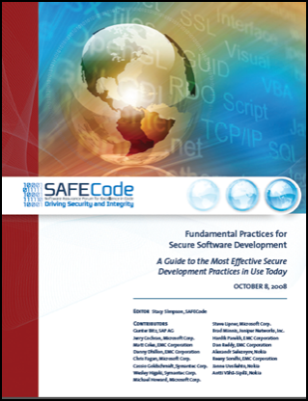 SSL
GUID
Visual
VBA
Script
TCP/IP
SQL
.net
SAFECode
Software Assurance Forum for Excellence in Code
Driving Security and Integrity
Fundamental Practices for
Secure Software Development
A Guide to the Most Effective Secure
Development Practices in Use Today
OCTOBER 8, 2008
EDITOR Stacy Simpson, SAFECode
CONTRIBUTORS
Gunter Bitz, SAP AG
Jerry Cochran, Microsoft Corp.
Matt Coles, EMC Corporation
Danny Dhillon, EMC Corporation
Chris Fagan, Microsoft Corp.
Cassio Goldschmidt, Symantec Corp.
Wesley Higaki, Symantec Corp.
Michael Howard, Microsoft Corp.
Steve Lipner, Microsoft Corp.
Brad Minnis, Juniper Networks, Inc.
Hardik Parekh, EMC Corporation
Dan Reddy, EMC Corporation
Alexandr Seleznyov, Nokia
Reeny Sondhi, EMC Corporation
Janne Uusilehto, Nokia
Antti Vähä-Sipilä, Nokia